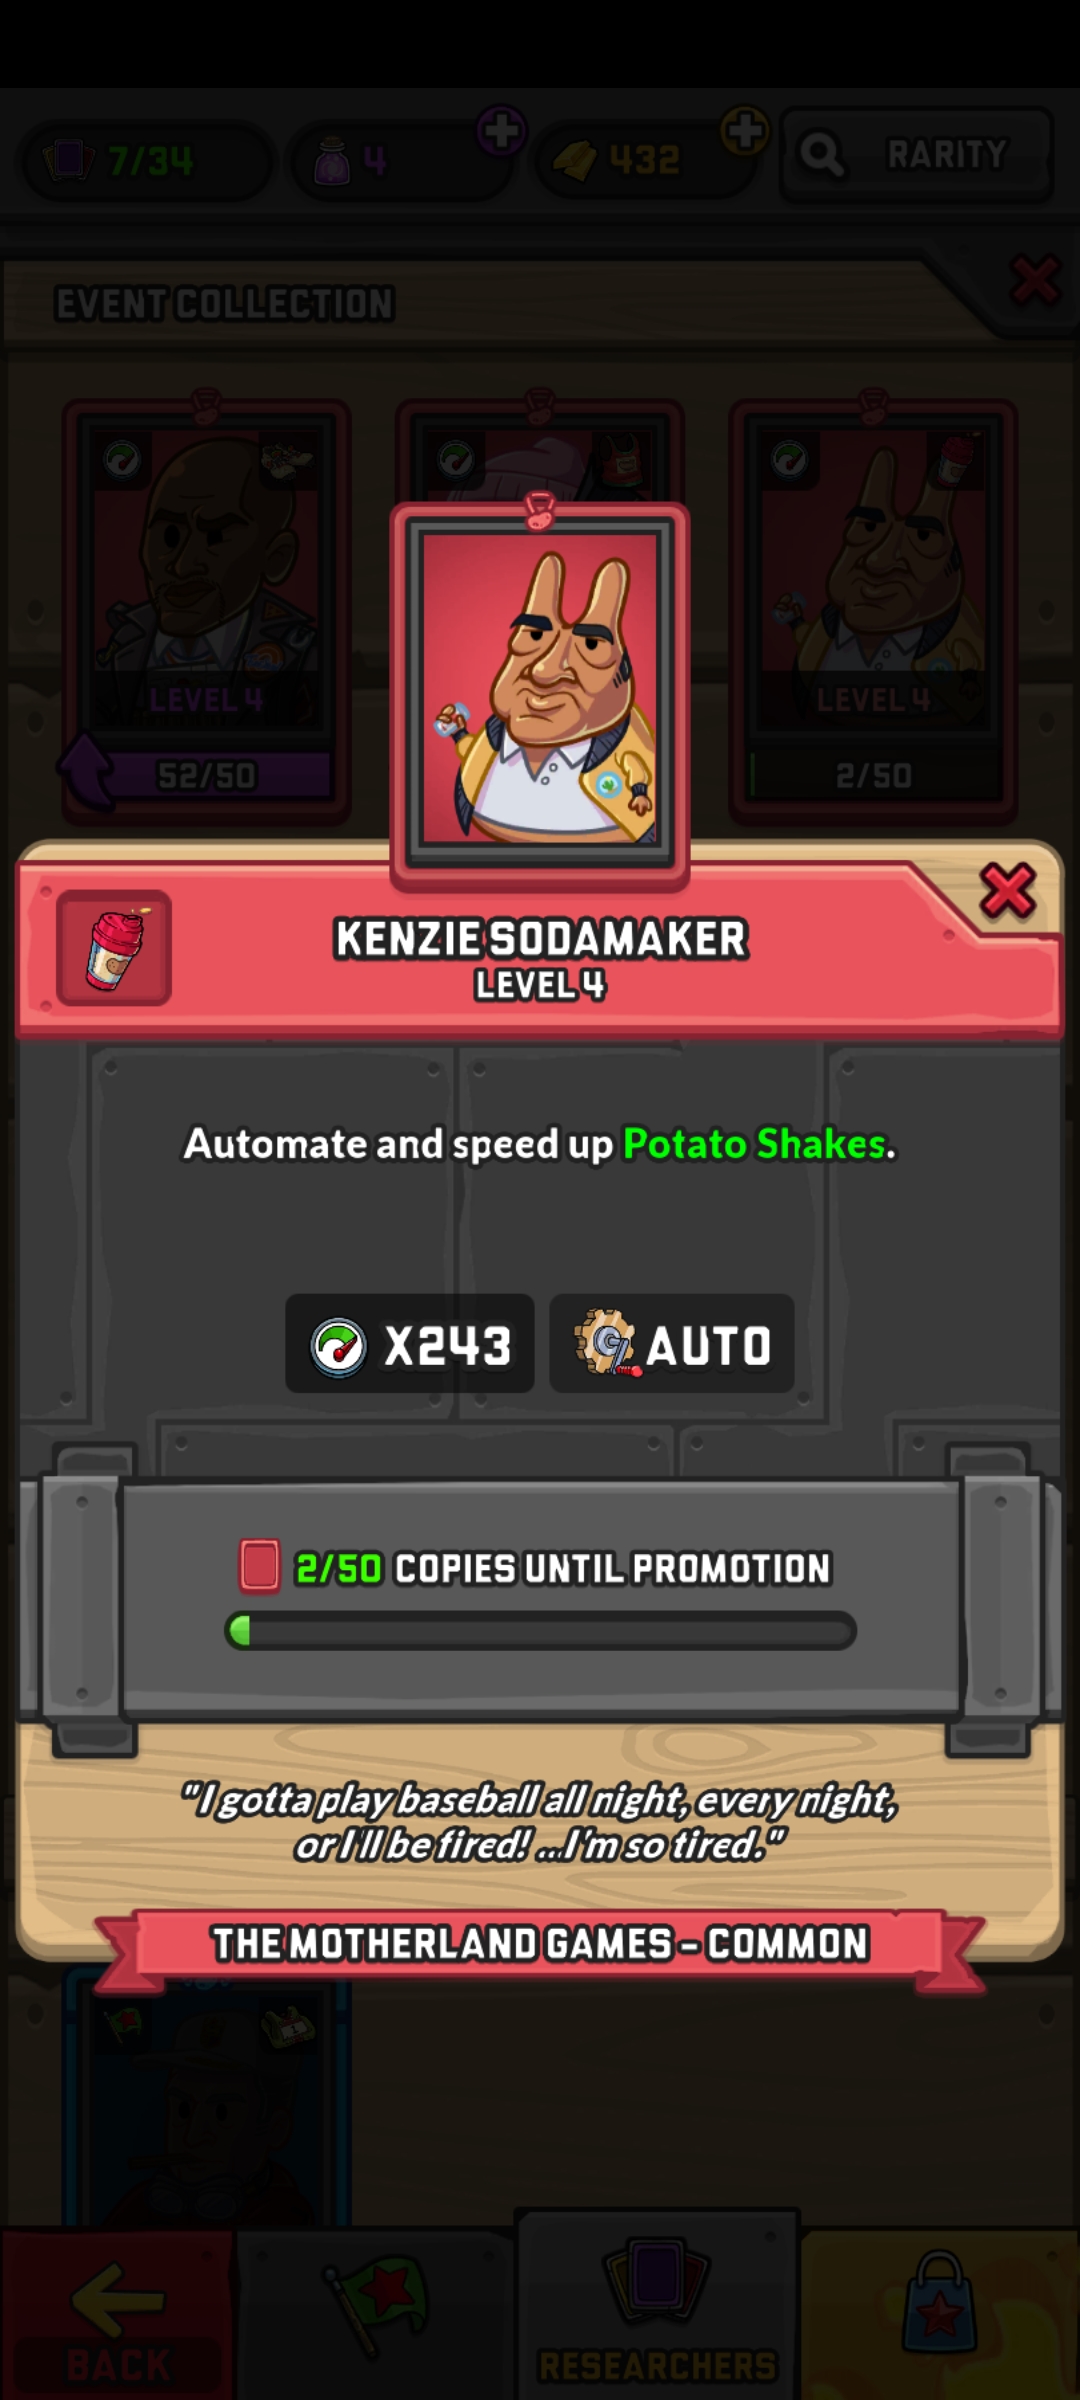 7/34
4
432
RARITY
EVENT COLLECTION
LEVEL 4
LEVEL 4
52/50
2/50
KENZIE SODAMAKER
LEVEL 4
Automate and speed up Potato Shakes.
X243
AUTO
2/50 COPIES UNTIL PROMOTION
"I gotta play baseball all night, every night,
or I'll be fired! ...I'm so tired."
THE MOTHERLAND GAMES - COMMON
BACK
RESEARCHERS